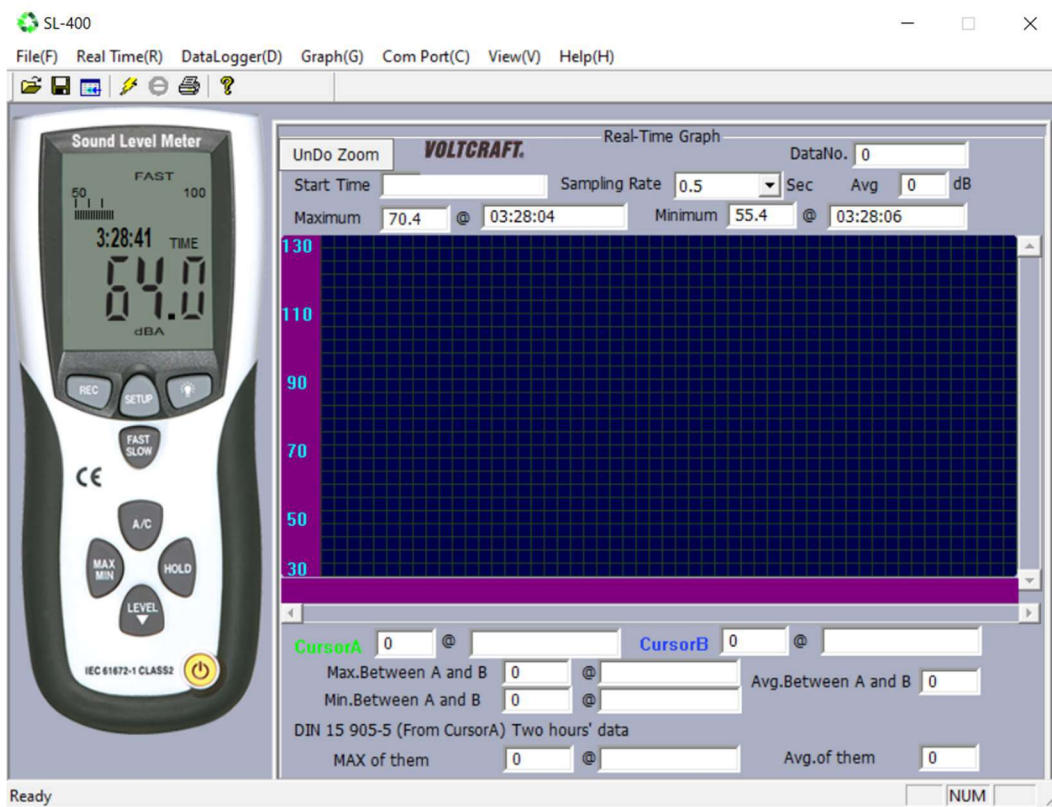 SL-400
File(F) Real Time(R) DataLogger(D) Graph(G) Com Port(C) View(V) Help(H)
Sound Level Meter
FAST
50 100
3:28:41 TIME
64.0
dBA
REC
SETUP
FAST
SLOW
CE
A/C
MAX
MIN
HOLD
LEVEL
IEC 61672-1 CLASS2
Real-Time Graph
UnDo Zoom VOLTCRAFT. DataNo. 0
Start Time Sampling Rate 0.5 Sec Avg 0 dB
Maximum 70.4 @ 03:28:04 Minimum 55.4 @ 03:28:06
130
110
90
70
50
30
CursorA 0 @ CursorB 0 @
Max.Between A and B 0 @
Avg.Between A and B 0
Min.Between A and B 0 @
DIN 15 905-5 (From CursorA) Two hours' data
MAX of them 0 @ Avg.of them 0
Ready NUM